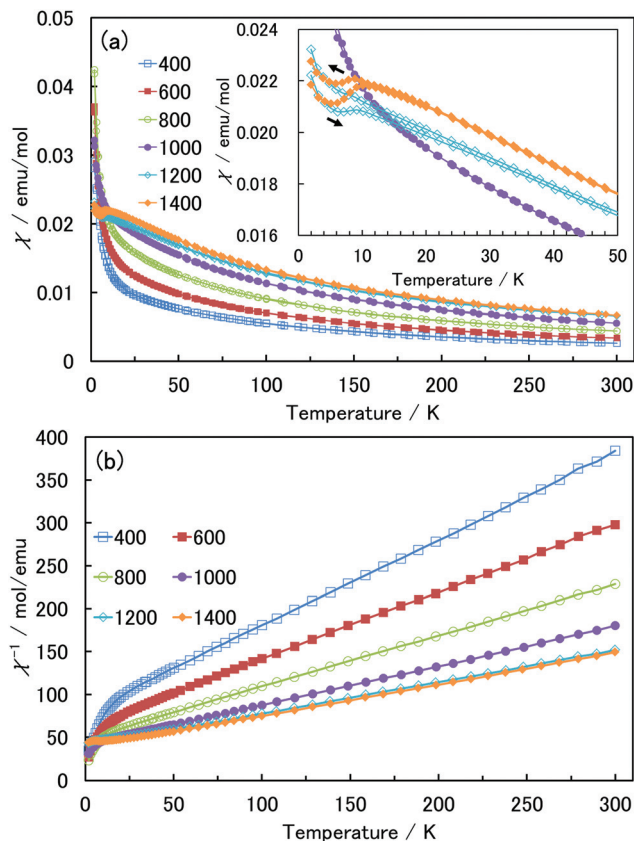 (a)
0.05
0.04
0.03
0.02
0.01
0
χ / emu/mol
400
600
800
1000
1200
1400
0.024
0.022
0.020
0.018
0.016
χ / emu/mol
0 10 20 30 40 50
Temperature / K
0 50 100 150 200 250 300
Temperature / K
(b)
400
350
300
250
200
150
100
50
0
χ⁻¹ / mol/emu
400 600
800 1000
1200 1400
0 50 100 150 200 250 300
Temperature / K